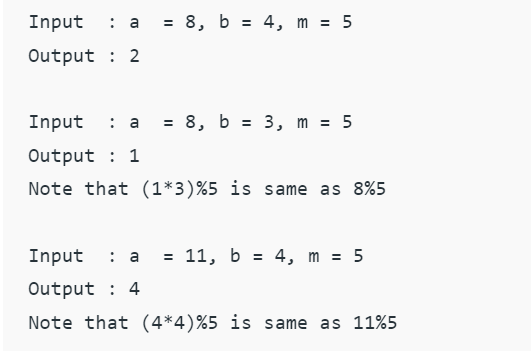 Input  : a  = 8, b = 4, m = 5
Output : 2
Input  : a  = 8, b = 3, m = 5
Output : 1
Note that (1*3)%5 is same as 8%5
Input  : a  = 11, b = 4, m = 5
Output : 4
Note that (4*4)%5 is same as 11%5